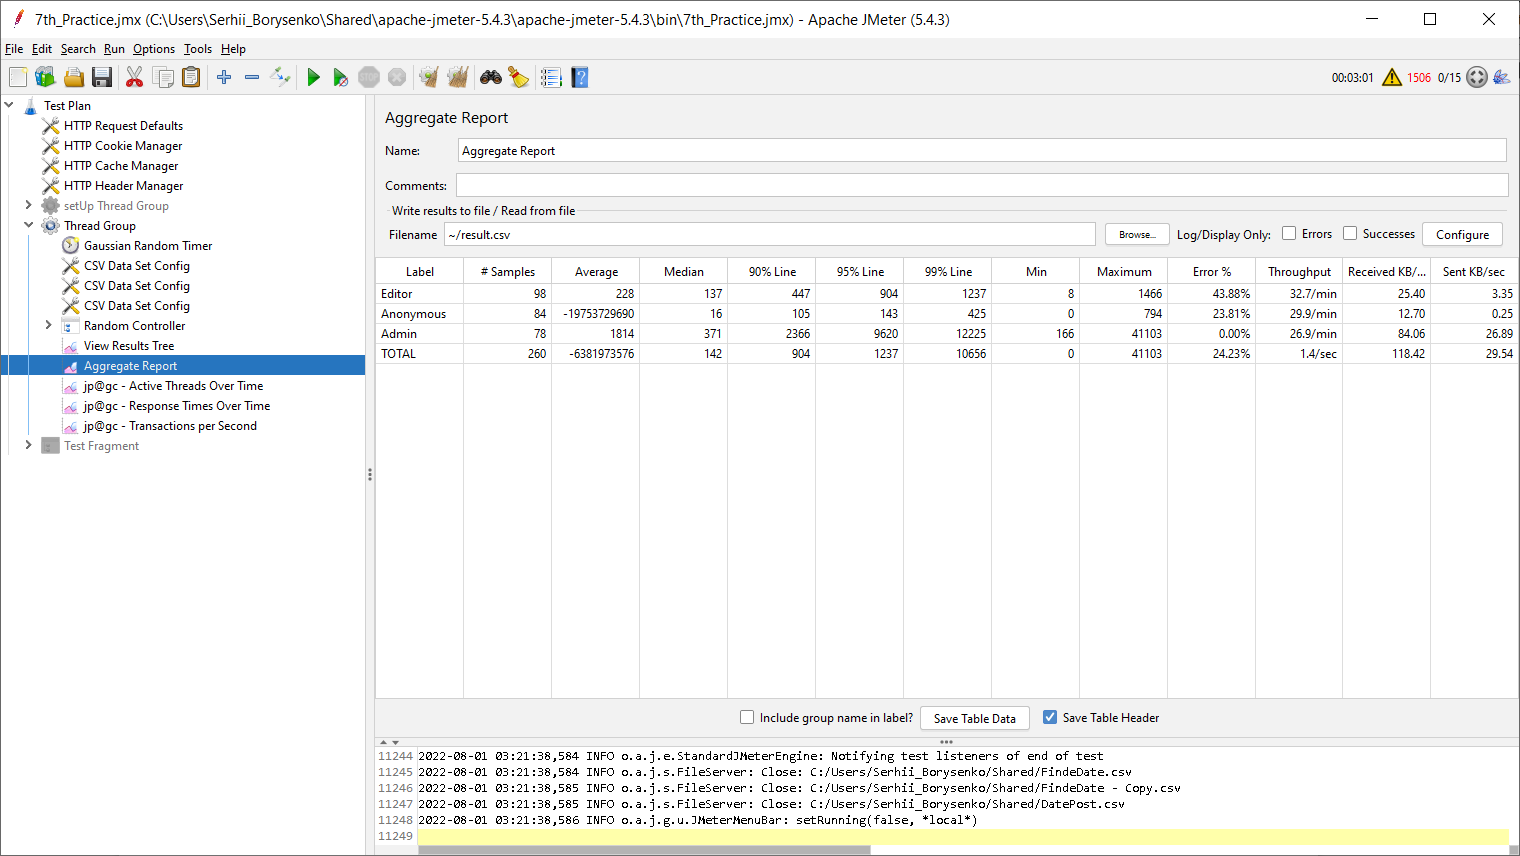 7th_Practice.jmx (C:\Users\Serhii_Borysenko\Shared\apache-jmeter-5.4.3\apache-jmeter-5.4.3\bin\7th_Practice.jmx) - Apache JMeter (5.4.3)
File Edit Search Run Options Tools Help
STOP 00:03:01 1506 0/15
Test Plan
HTTP Request Defaults
HTTP Cookie Manager
HTTP Cache Manager
HTTP Header Manager
setUp Thread Group
Thread Group
Gaussian Random Timer
CSV Data Set Config
CSV Data Set Config
CSV Data Set Config
Random Controller
View Results Tree
Aggregate Report
jp@gc - Active Threads Over Time
jp@gc - Response Times Over Time
jp@gc - Transactions per Second
Test Fragment
Aggregate Report
Name: Aggregate Report
Comments:
Write results to file / Read from file
Filename ~/result.csv Browse... Log/Display Only: Errors Successes Configure
Label # Samples Average Median 90% Line 95% Line 99% Line Min Maximum Error % Throughput Received KB/... Sent KB/sec
Editor 98 228 137 447 904 1237 8 1466 43.88% 32.7/min 25.40 3.35
Anonymous 84 -19753729690 16 105 143 425 0 794 23.81% 29.9/min 12.70 0.25
Admin 78 1814 371 2366 9620 12225 166 41103 0.00% 26.9/min 84.06 26.89
TOTAL 260 -6381973576 142 904 1237 10656 0 41103 24.23% 1.4/sec 118.42 29.54
Include group name in label? Save Table Data Save Table Header
11244 2022-08-01 03:21:38,584 INFO o.a.j.e.StandardJMeterEngine: Notifying test listeners of end of test
11245 2022-08-01 03:21:38,584 INFO o.a.j.s.FileServer: Close: C:/Users/Serhii_Borysenko/Shared/FindeDate.csv
11246 2022-08-01 03:21:38,585 INFO o.a.j.s.FileServer: Close: C:/Users/Serhii_Borysenko/Shared/FindeDate - Copy.csv
11247 2022-08-01 03:21:38,585 INFO o.a.j.s.FileServer: Close: C:/Users/Serhii_Borysenko/Shared/DatePost.csv
11248 2022-08-01 03:21:38,586 INFO o.a.j.g.u.JMeterMenuBar: setRunning(false, *local*)
11249